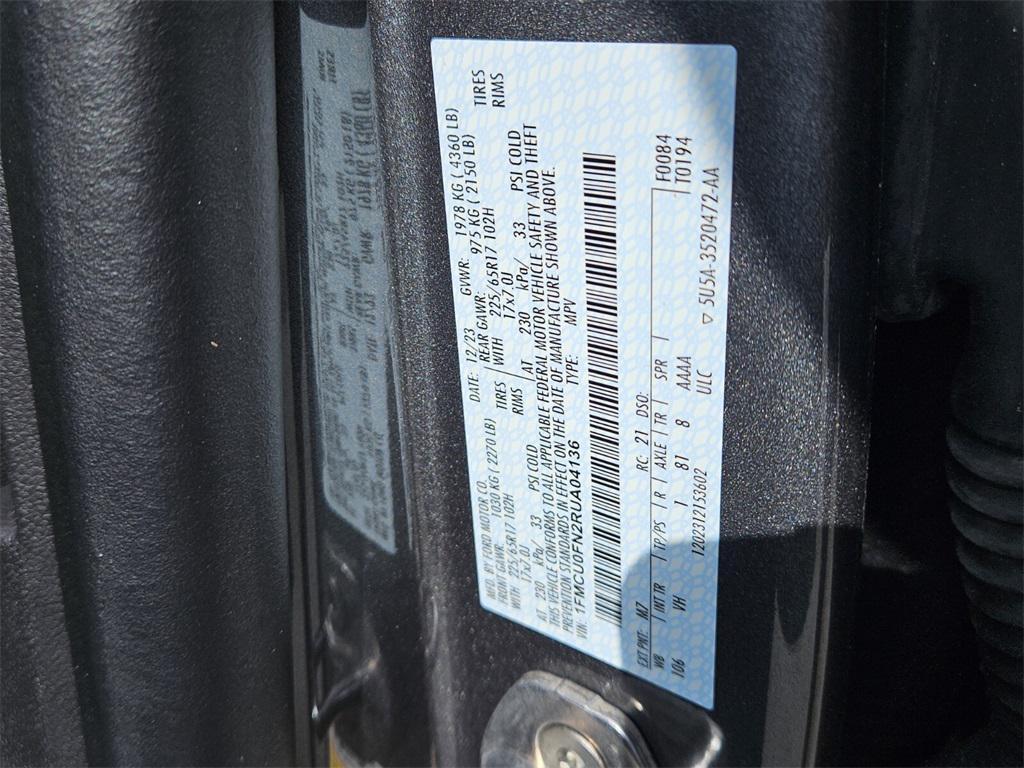 MFD. BY FORD MOTOR CO. DATE: 12/23 GVWR: 1978 KG ( 4360 LB)
FRONT GAWR: 1030 KG ( 2270 LB) REAR GAWR: 975 KG ( 2150 LB)
WITH 225/65R17 102H TIRES WITH 225/65R17 102H TIRES
17x7.0J RIMS 17x7.0J RIMS
AT 230 kPa/ 33 PSI COLD AT 230 kPa/ 33 PSI COLD
THIS VEHICLE CONFORMS TO ALL APPLICABLE FEDERAL MOTOR VEHICLE SAFETY AND THEFT
PREVENTION STANDARDS IN EFFECT ON THE DATE OF MANUFACTURE SHOWN ABOVE.
VIN: 1FMCU0FN2RUA04136 TYPE: MPV
EXT PNT: M7 RC: 21 DSO: F0084
WB | INT TR | TP/PS | R | AXLE | TR | SPR | T0194
106 VH 1 81 8 AAAA
ULC ▽ 5U5A-3520472-AA
12023121 53602